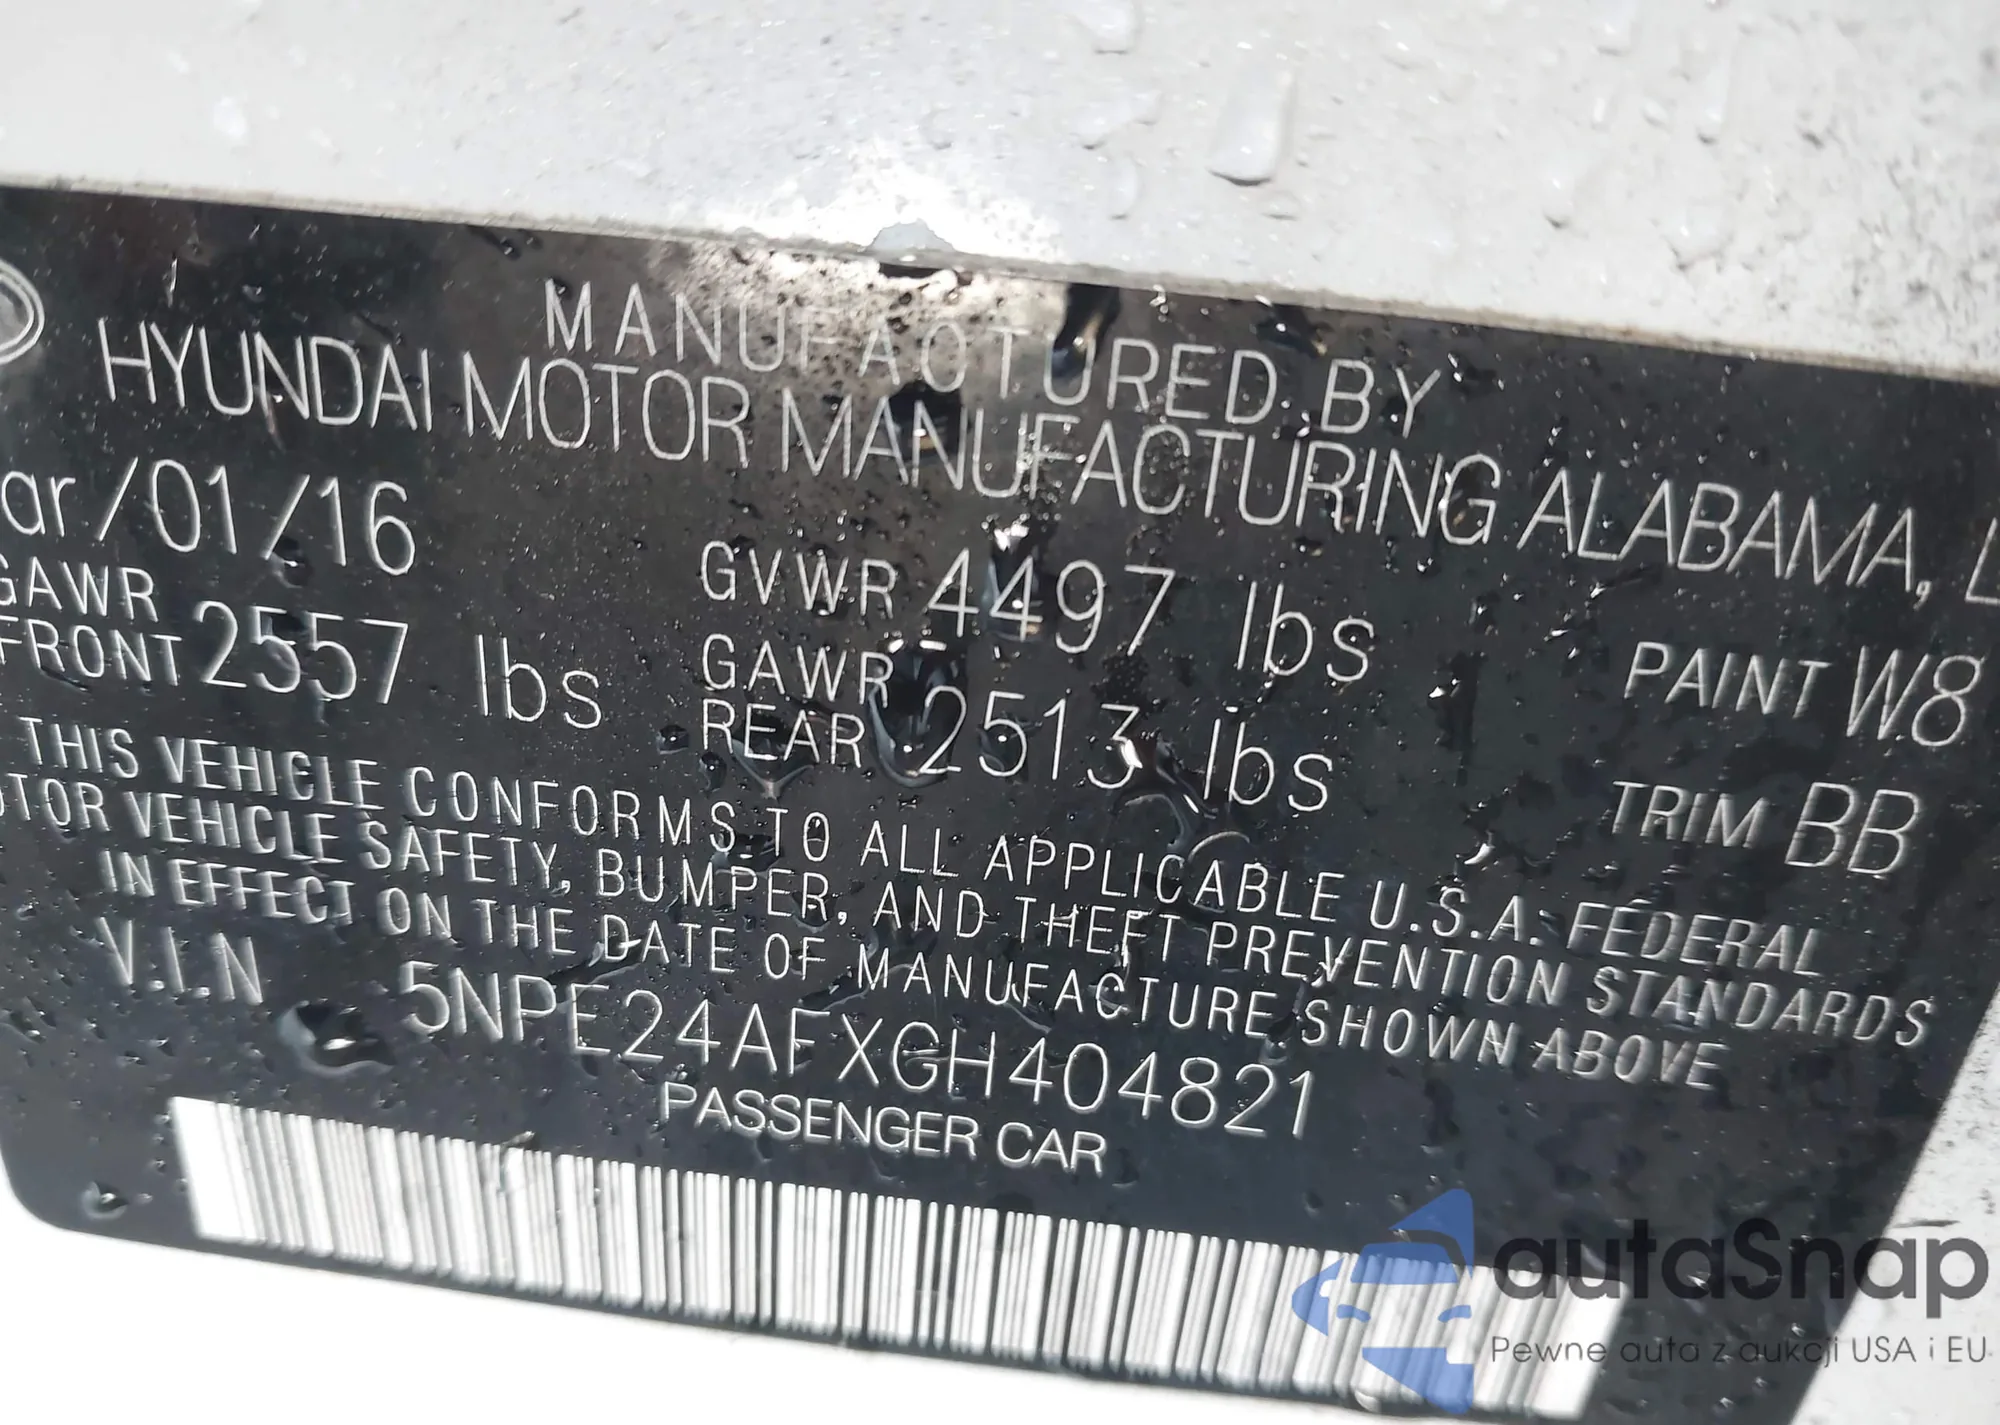 MANUFACTURED BY
HYUNDAI MOTOR MANUFACTURING ALABAMA, L
ar/01/16
GVWR 4497 lbs
PAINT W8
GAWR
FRONT 2557 lbs
GAWR
REAR 2513 lbs
TRIM BB
THIS VEHICLE CONFORMS TO ALL APPLICABLE U.S.A. FEDERAL
OTOR VEHICLE SAFETY, BUMPER, AND THEFT PREVENTION STANDARDS
IN EFFECT ON THE DATE OF MANUFACTURE SHOWN ABOVE
V.I.N 5NPE24AFXGH404821
PASSENGER CAR
autaSnap
Pewne auta z aukcji USA i EU